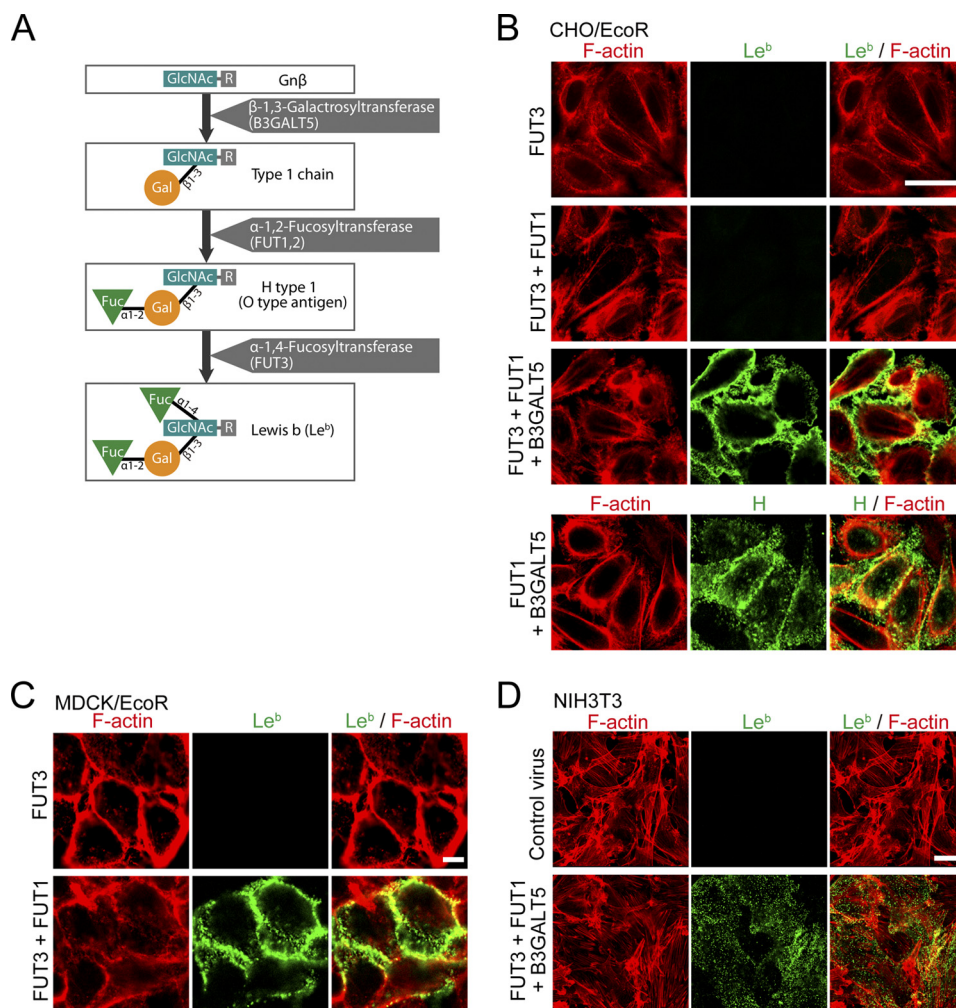 A
GlcNAc R Gnβ
β-1,3-Galactrosyltransferase
(B3GALT5)
GlcNAc R
β1-3
Gal
Type 1 chain
α-1,2-Fucosyltransferase
(FUT1,2)
GlcNAc R
β1-3
Fuc
α1-2
Gal
H type 1
(O type antigen)
α-1,4-Fucosyltransferase
(FUT3)
Fuc
α1-4
GlcNAc R
β1-3
Fuc
α1-2
Gal
Lewis b (Leᵇ)
B
CHO/EcoR
F-actin Leᵇ Leᵇ / F-actin
FUT3
FUT3 + FUT1
FUT3 + FUT1
+ B3GALT5
F-actin H H / F-actin
FUT1
+ B3GALT5
C
MDCK/EcoR
F-actin Leᵇ Leᵇ / F-actin
FUT3
FUT3 + FUT1
D
NIH3T3
F-actin Leᵇ Leᵇ / F-actin
Control virus
FUT3 + FUT1
+ B3GALT5